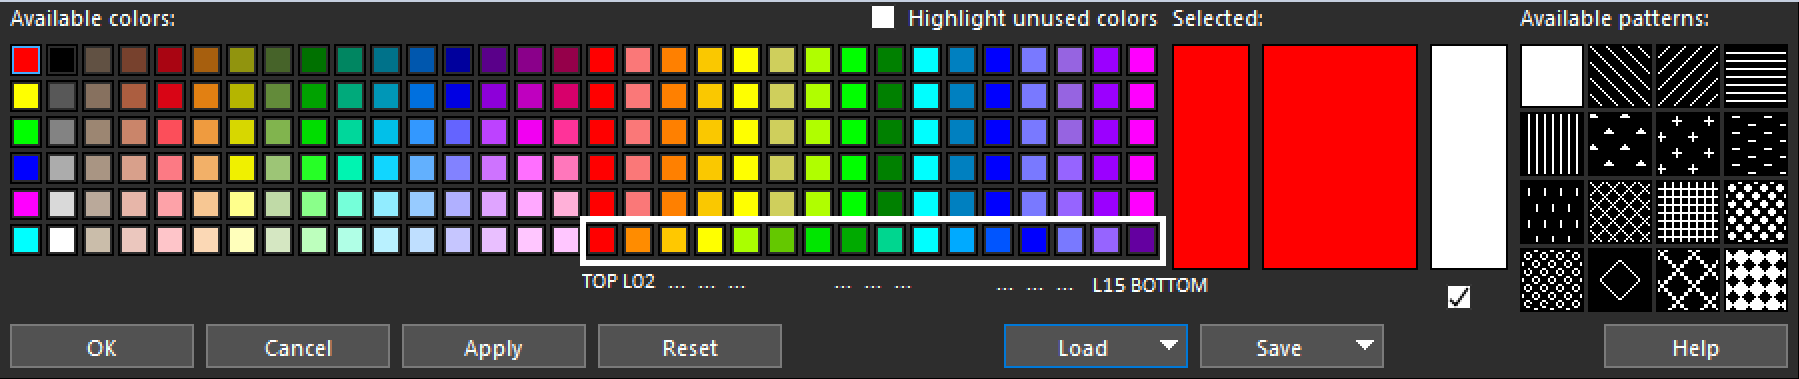 Available colors:
Highlight unused colors
Selected:
Available patterns:
TOP L02 ... ... ... ... ... ... ... ... ... L15 BOTTOM
OK
Cancel
Apply
Reset
Load
Save
Help